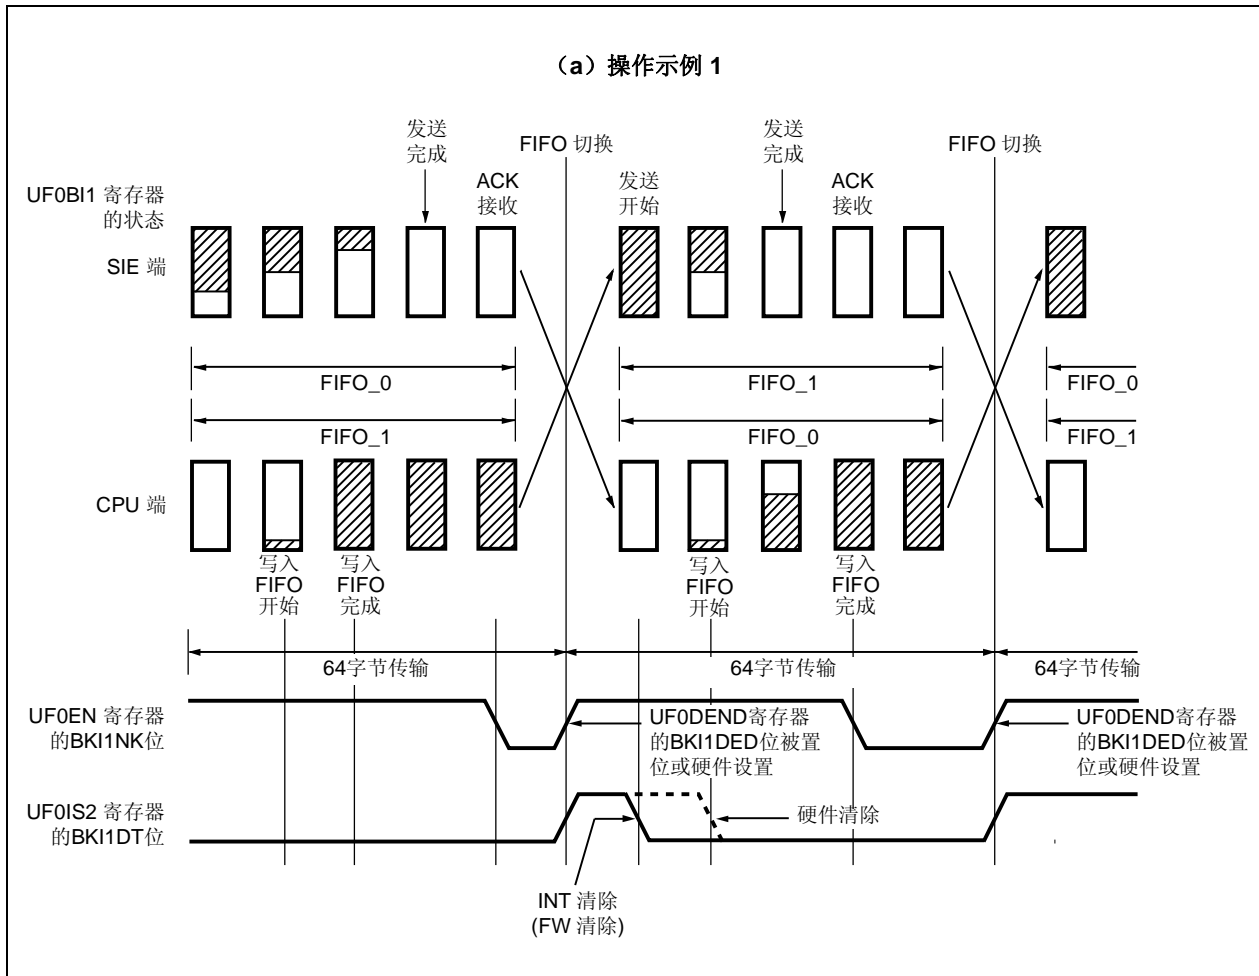 （a）操作示例 1
发送
完成
FIFO 切换
发送
完成
FIFO 切换
UF0BI1 寄存器
的状态
ACK
接收
发送
开始
ACK
接收
SIE 端
FIFO_0
FIFO_1
FIFO_0
FIFO_1
FIFO_0
FIFO_1
CPU 端
写入
FIFO
开始
写入
FIFO
完成
写入
FIFO
开始
写入
FIFO
完成
64字节传输
64字节传输
64字节传输
UF0EN 寄存器
的BKI1NK位
UF0DEND寄存器
的BKI1DED位被置
位或硬件设置
UF0DEND寄存器
的BKI1DED位被置
位或硬件设置
UF0IS2 寄存器
的BKI1DT位
硬件清除
INT 清除
(FW 清除)